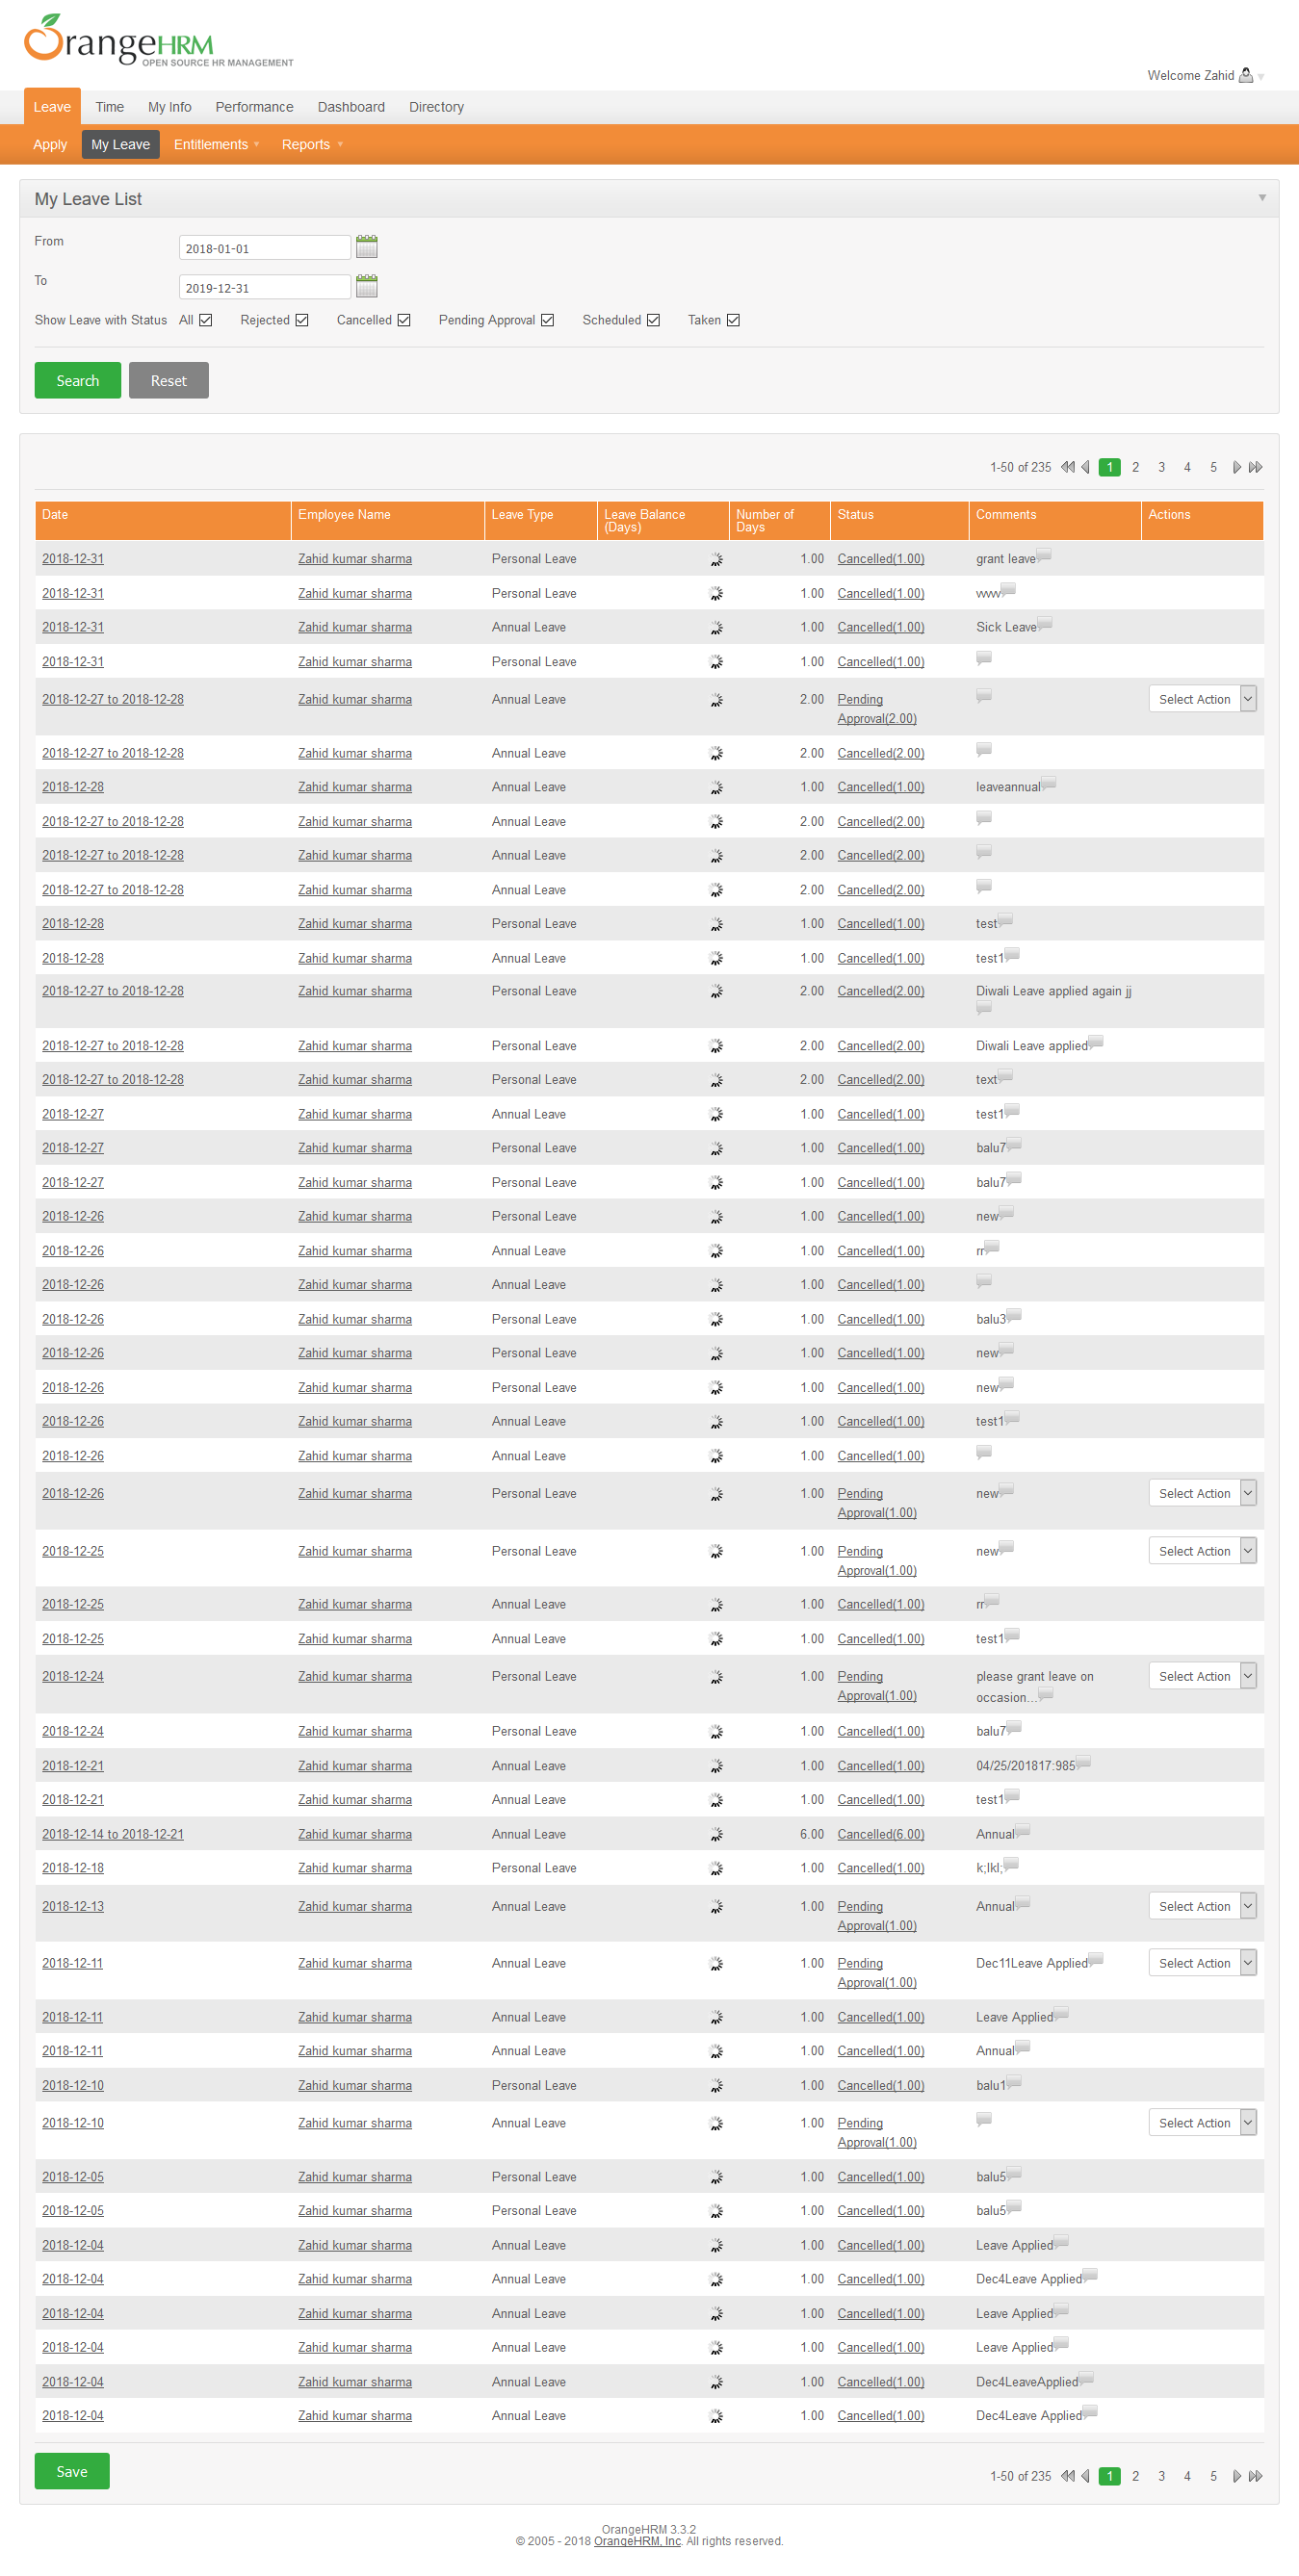 OrangeHRM
OPEN SOURCE HR MANAGEMENT
Welcome Zahid
Leave Time My Info Performance Dashboard Directory
Apply My Leave Entitlements Reports
My Leave List
From 2018-01-01
To 2019-12-31
Show Leave with Status All Rejected Cancelled Pending Approval Scheduled Taken
Search Reset
1-50 of 235 1 2 3 4 5
Date Employee Name Leave Type Leave Balance (Days) Number of Days Status Comments Actions
2018-12-31 Zahid kumar sharma Personal Leave 1.00 Cancelled(1.00) grant leave
2018-12-31 Zahid kumar sharma Personal Leave 1.00 Cancelled(1.00)
2018-12-31 Zahid kumar sharma Annual Leave 1.00 Cancelled(1.00) Sick Leave
2018-12-31 Zahid kumar sharma Personal Leave 1.00 Cancelled(1.00)
2018-12-27 to 2018-12-28 Zahid kumar sharma Annual Leave 2.00 Pending Approval(2.00) Select Action
2018-12-27 to 2018-12-28 Zahid kumar sharma Annual Leave 2.00 Cancelled(2.00)
2018-12-28 Zahid kumar sharma Annual Leave 1.00 Cancelled(1.00) leaveannual
2018-12-27 to 2018-12-28 Zahid kumar sharma Annual Leave 2.00 Cancelled(2.00)
2018-12-27 to 2018-12-28 Zahid kumar sharma Annual Leave 2.00 Cancelled(2.00)
2018-12-27 to 2018-12-28 Zahid kumar sharma Annual Leave 2.00 Cancelled(2.00)
2018-12-28 Zahid kumar sharma Personal Leave 1.00 Cancelled(1.00) test
2018-12-28 Zahid kumar sharma Annual Leave 1.00 Cancelled(1.00) test1
2018-12-27 to 2018-12-28 Zahid kumar sharma Personal Leave 2.00 Cancelled(2.00) Diwali Leave applied again jj
2018-12-27 to 2018-12-28 Zahid kumar sharma Personal Leave 2.00 Cancelled(2.00) Diwali Leave applied
2018-12-27 to 2018-12-28 Zahid kumar sharma Personal Leave 2.00 Cancelled(2.00) text
2018-12-27 Zahid kumar sharma Annual Leave 1.00 Cancelled(1.00) test1
2018-12-27 Zahid kumar sharma Personal Leave 1.00 Cancelled(1.00) balu7
2018-12-27 Zahid kumar sharma Personal Leave 1.00 Cancelled(1.00) balu7
2018-12-26 Zahid kumar sharma Personal Leave 1.00 Cancelled(1.00) new
2018-12-26 Zahid kumar sharma Annual Leave 1.00 Cancelled(1.00) rr
2018-12-26 Zahid kumar sharma Annual Leave 1.00 Cancelled(1.00)
2018-12-26 Zahid kumar sharma Personal Leave 1.00 Cancelled(1.00) balu3
2018-12-26 Zahid kumar sharma Personal Leave 1.00 Cancelled(1.00) new
2018-12-26 Zahid kumar sharma Personal Leave 1.00 Cancelled(1.00) new
2018-12-26 Zahid kumar sharma Annual Leave 1.00 Cancelled(1.00) test1
2018-12-26 Zahid kumar sharma Annual Leave 1.00 Cancelled(1.00)
2018-12-26 Zahid kumar sharma Personal Leave 1.00 Pending Approval(1.00) new Select Action
2018-12-25 Zahid kumar sharma Personal Leave 1.00 Pending Approval(1.00) new Select Action
2018-12-25 Zahid kumar sharma Annual Leave 1.00 Cancelled(1.00) rr
2018-12-25 Zahid kumar sharma Annual Leave 1.00 Cancelled(1.00) test1
2018-12-24 Zahid kumar sharma Personal Leave 1.00 Pending Approval(1.00) please grant leave on occasion... Select Action
2018-12-24 Zahid kumar sharma Personal Leave 1.00 Cancelled(1.00) balu7
2018-12-21 Zahid kumar sharma Annual Leave 1.00 Cancelled(1.00) 04/25/201817:985
2018-12-21 Zahid kumar sharma Annual Leave 1.00 Cancelled(1.00) test1
2018-12-14 to 2018-12-21 Zahid kumar sharma Annual Leave 6.00 Cancelled(6.00) Annual
2018-12-18 Zahid kumar sharma Personal Leave 1.00 Cancelled(1.00) k;lkl;
2018-12-13 Zahid kumar sharma Annual Leave 1.00 Pending Approval(1.00) Annual Select Action
2018-12-11 Zahid kumar sharma Annual Leave 1.00 Pending Approval(1.00) Dec11Leave Applied Select Action
2018-12-11 Zahid kumar sharma Annual Leave 1.00 Cancelled(1.00) Leave Applied
2018-12-11 Zahid kumar sharma Annual Leave 1.00 Cancelled(1.00) Annual
2018-12-10 Zahid kumar sharma Personal Leave 1.00 Cancelled(1.00) balu1
2018-12-10 Zahid kumar sharma Annual Leave 1.00 Pending Approval(1.00) Select Action
2018-12-05 Zahid kumar sharma Personal Leave 1.00 Cancelled(1.00) balu5
2018-12-05 Zahid kumar sharma Personal Leave 1.00 Cancelled(1.00) balu5
2018-12-04 Zahid kumar sharma Annual Leave 1.00 Cancelled(1.00) Leave Applied
2018-12-04 Zahid kumar sharma Annual Leave 1.00 Cancelled(1.00) Dec4Leave Applied
2018-12-04 Zahid kumar sharma Annual Leave 1.00 Cancelled(1.00) Leave Applied
2018-12-04 Zahid kumar sharma Annual Leave 1.00 Cancelled(1.00) Leave Applied
2018-12-04 Zahid kumar sharma Annual Leave 1.00 Cancelled(1.00) Dec4LeaveApplied
2018-12-04 Zahid kumar sharma Annual Leave 1.00 Cancelled(1.00) Dec4Leave Applied
Save 1-50 of 235 1 2 3 4 5
OrangeHRM 3.3.2
© 2005 - 2018 OrangeHRM, Inc. All rights reserved.